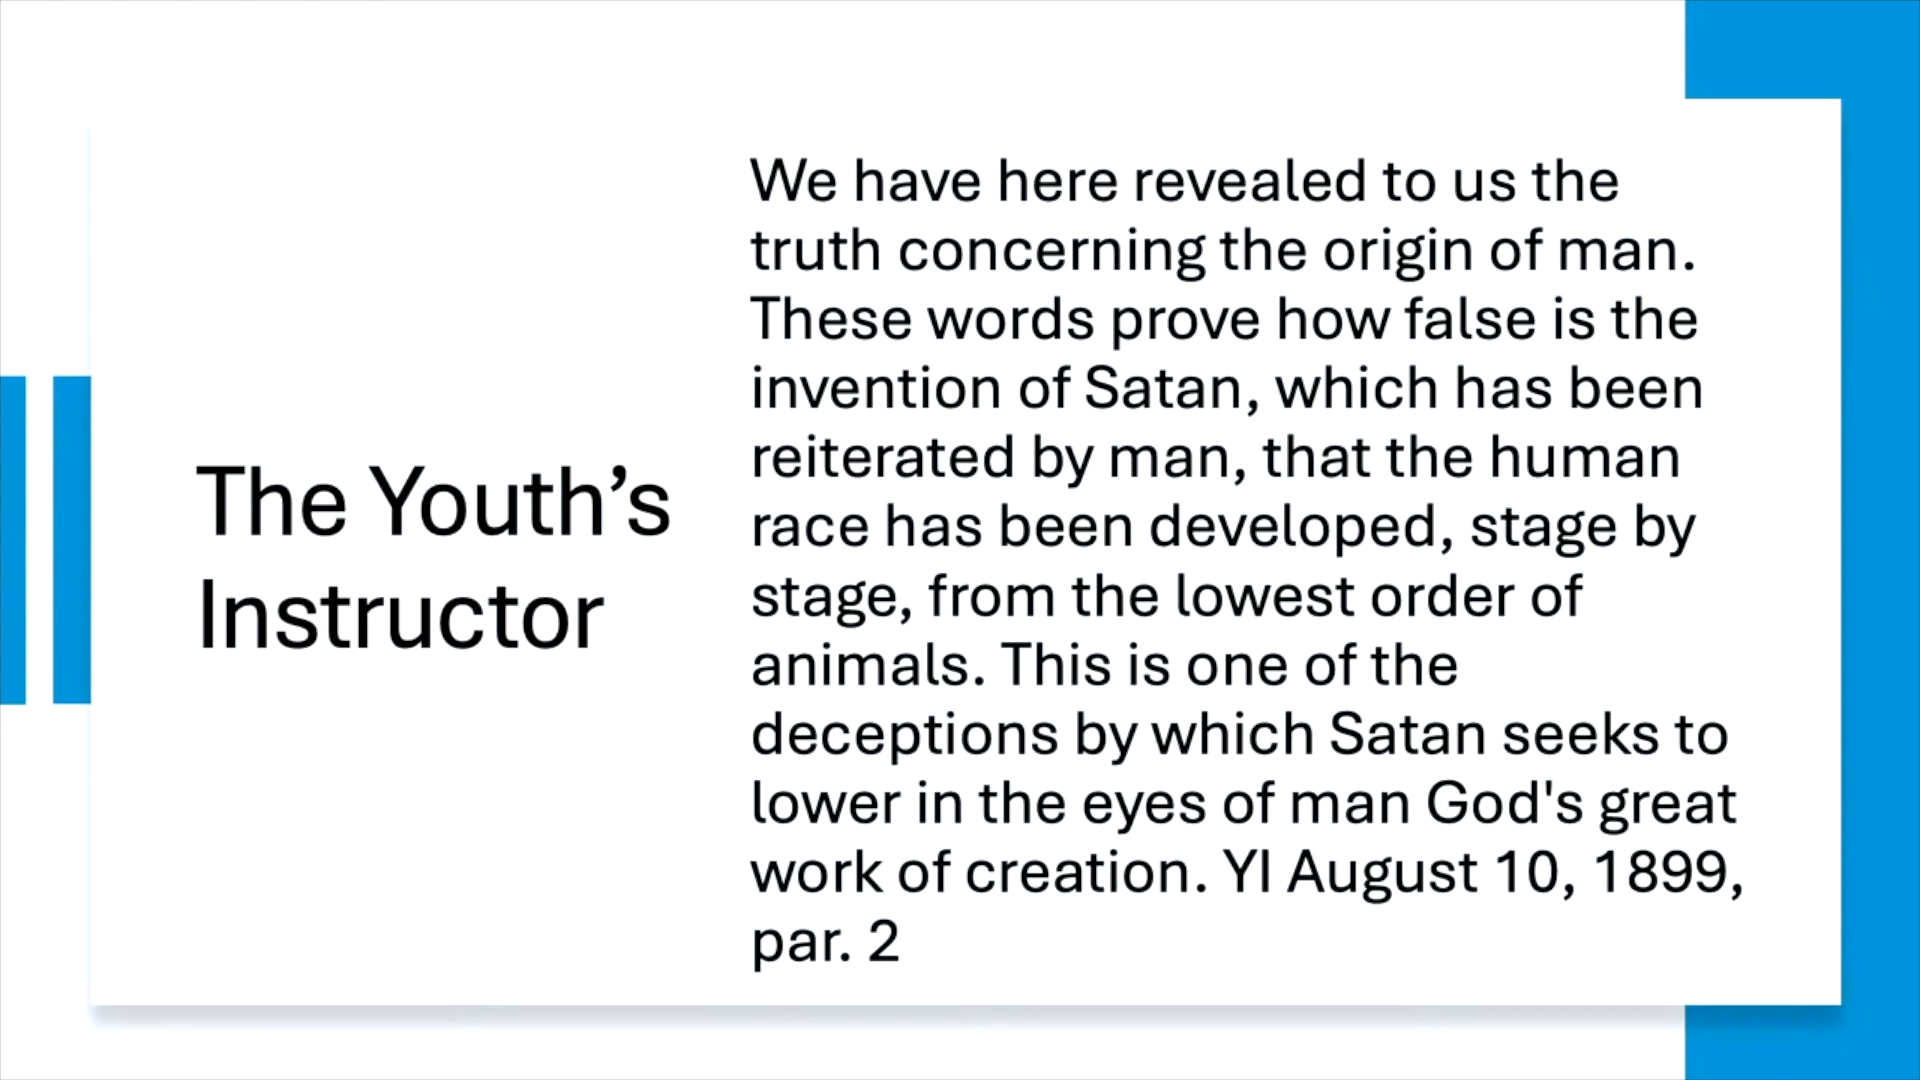 The Youth’s
Instructor
We have here revealed to us the
truth concerning the origin of man.
These words prove how false is the
invention of Satan, which has been
reiterated by man, that the human
race has been developed, stage by
stage, from the lowest order of
animals. This is one of the
deceptions by which Satan seeks to
lower in the eyes of man God's great
work of creation. YI August 10, 1899,
par. 2